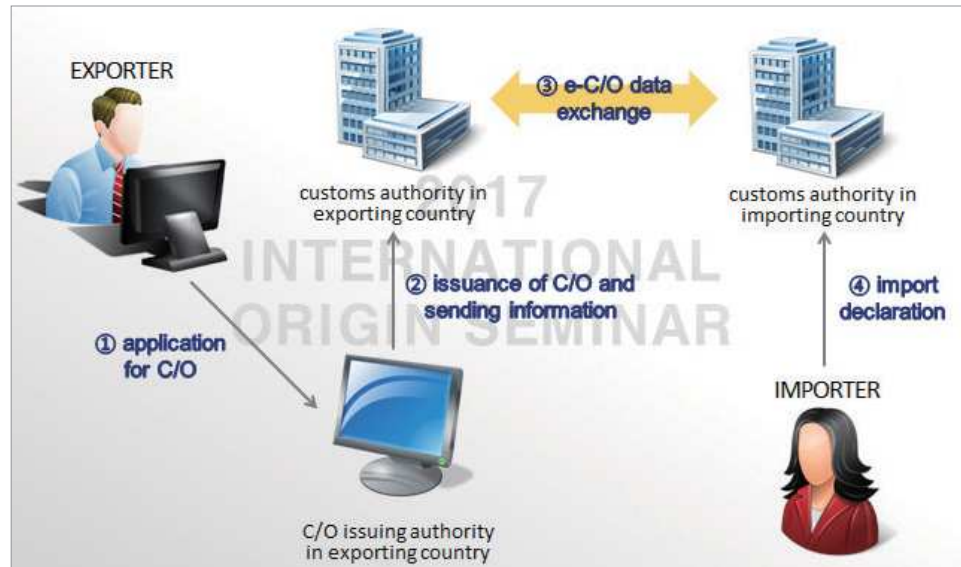 EXPORTER
customs authority in
exporting country
③ e-C/O data
exchange
customs authority in
importing country
2017
INTERNATIONAL
ORIGIN SEMINAR
② issuance of C/O and
sending information
④ import
declaration
① application
for C/O
IMPORTER
C/O issuing authority
in exporting country